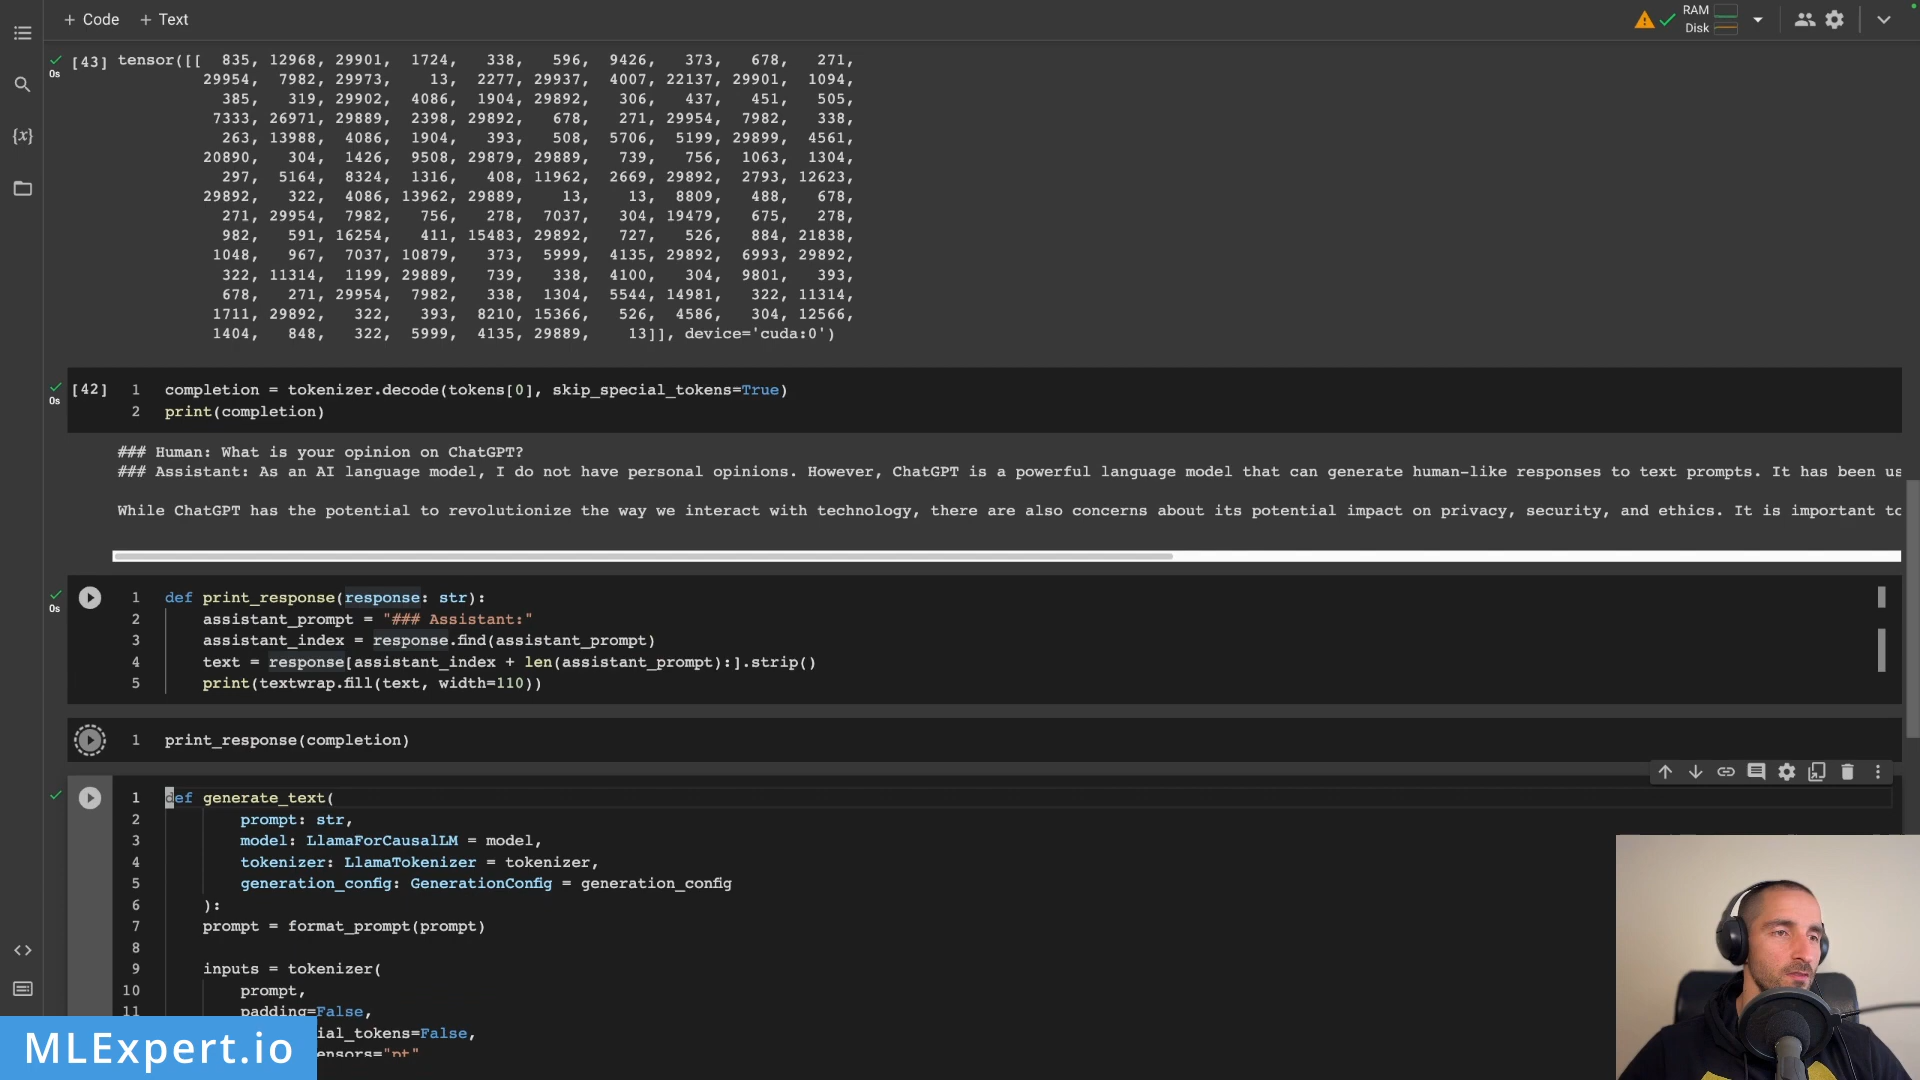 + Code + Text
RAM
Disk
[43] tensor([[ 835, 12968, 29901, 1724, 338, 596, 9426, 373, 678, 271,
0s
29954, 7982, 29973, 13, 2277, 29937, 4007, 22137, 29901, 1094,
385, 319, 29902, 4086, 1904, 29892, 306, 437, 451, 505,
7333, 26971, 29889, 2398, 29892, 678, 271, 29954, 7982, 338,
263, 13988, 4086, 1904, 393, 508, 5706, 5199, 29899, 4561,
20890, 304, 1426, 9508, 29879, 29889, 739, 756, 1063, 1304,
297, 5164, 8324, 1316, 408, 11962, 2669, 29892, 2793, 12623,
29892, 322, 4086, 13962, 29889, 13, 13, 8809, 488, 678,
271, 29954, 7982, 756, 278, 7037, 304, 19479, 675, 278,
982, 591, 16254, 411, 15483, 29892, 727, 526, 884, 21838,
1048, 967, 7037, 10879, 373, 5999, 4135, 29892, 6993, 29892,
322, 11314, 1199, 29889, 739, 338, 4100, 304, 9801, 393,
678, 271, 29954, 7982, 338, 1304, 5544, 14981, 322, 11314,
1711, 29892, 322, 393, 8210, 15366, 526, 4586, 304, 12566,
1404, 848, 322, 5999, 4135, 29889, 13]], device='cuda:0')
[42] 1 completion = tokenizer.decode(tokens[0], skip_special_tokens=True)
0s
2 print(completion)
### Human: What is your opinion on ChatGPT?
### Assistant: As an AI language model, I do not have personal opinions. However, ChatGPT is a powerful language model that can generate human-like responses to text prompts. It has been us
While ChatGPT has the potential to revolutionize the way we interact with technology, there are also concerns about its potential impact on privacy, security, and ethics. It is important to
1 def print_response(response: str):
0s
2 assistant_prompt = "### Assistant:"
3 assistant_index = response.find(assistant_prompt)
4 text = response[assistant_index + len(assistant_prompt):].strip()
5 print(textwrap.fill(text, width=110))
1 print_response(completion)
1 def generate_text(
2 prompt: str,
3 model: LlamaForCausalLM = model,
4 tokenizer: LlamaTokenizer = tokenizer,
5 generation_config: GenerationConfig = generation_config
6 ):
7 prompt = format_prompt(prompt)
8
9 inputs = tokenizer(
10 prompt,
11 padding=False,
ial_tokens=False,
ensors="pt"
MLExpert.io